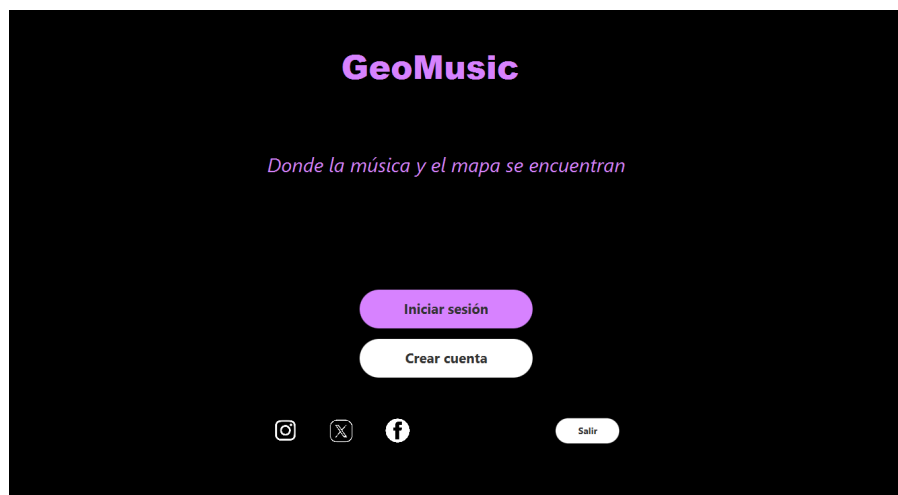 GeoMusic
Donde la música y el mapa se encuentran
Iniciar sesión
Crear cuenta
Salir